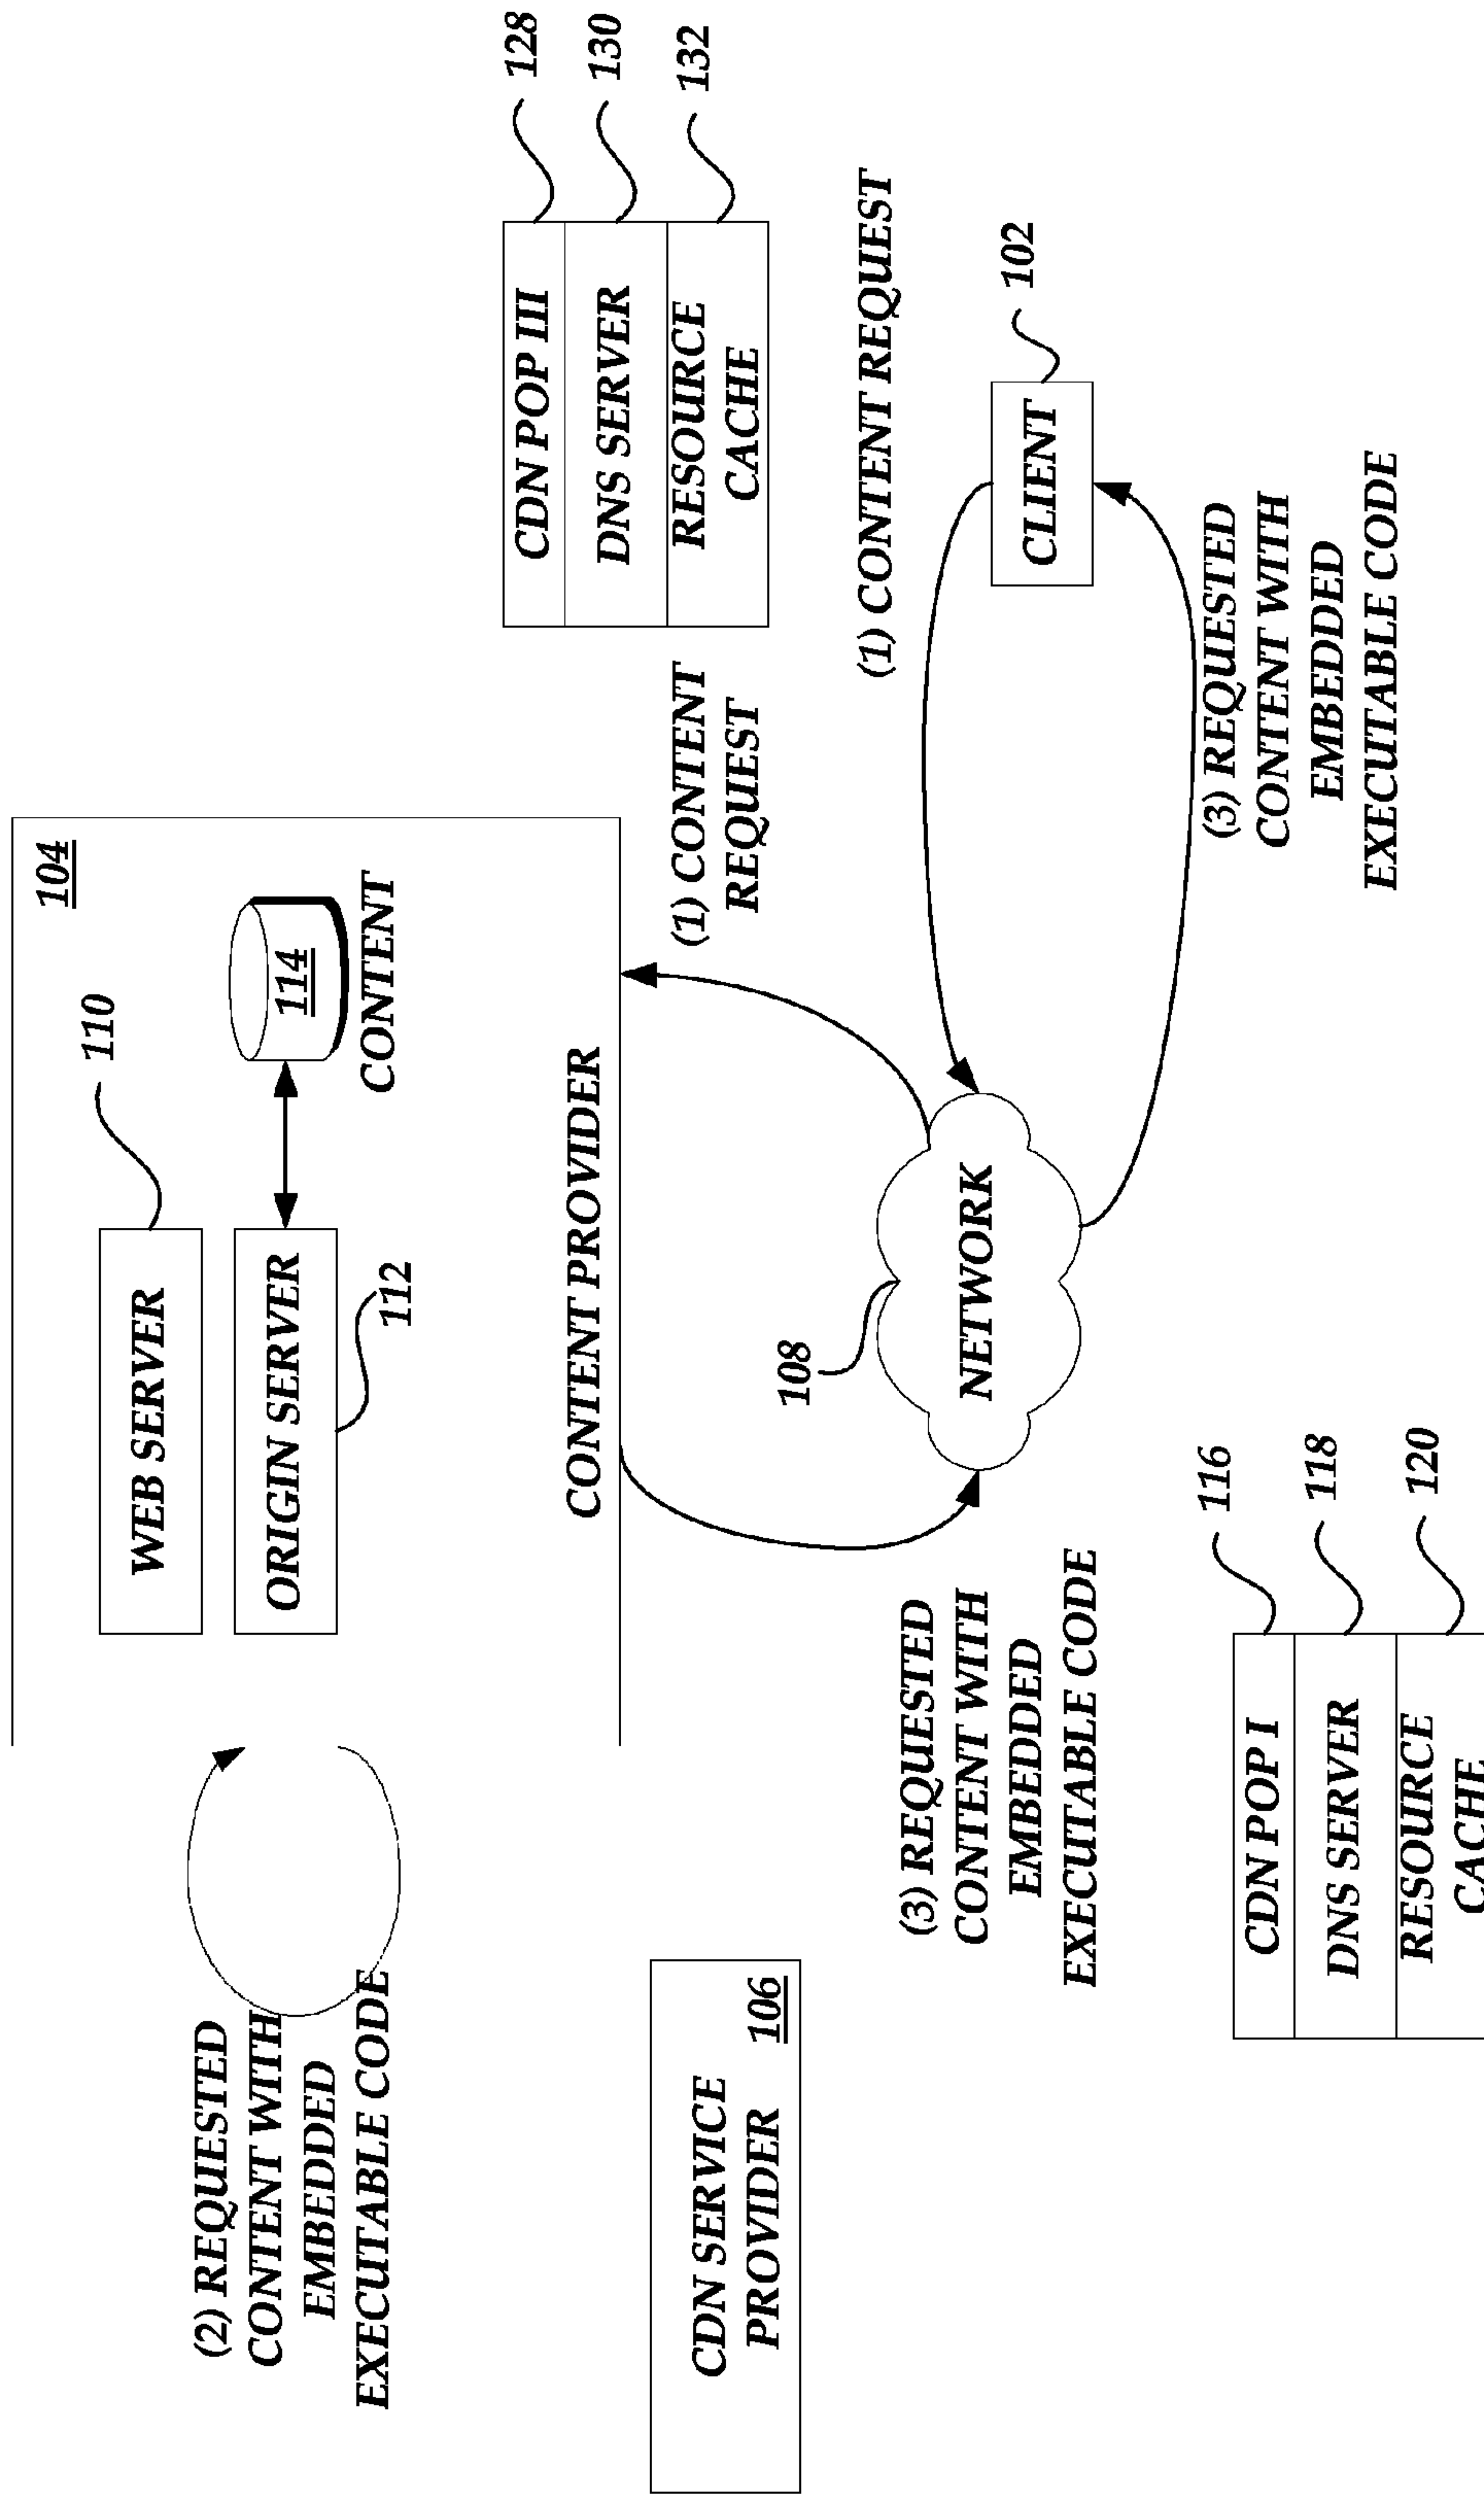 104
WEB SERVER
110
ORIGIN SERVER
112
114
CONTENT
CONTENT PROVIDER
(2) REQUESTED
CONTENT WITH
EMBEDDED
EXECUTABLE CODE
CDN SERVICE
PROVIDER
106
CDN POP III
DNS SERVER
RESOURCE
CACHE
128
130
132
(1) CONTENT
REQUEST
108
NETWORK
(1) CONTENT REQUEST
CLIENT
102
(3) REQUESTED
CONTENT WITH
EMBEDDED
EXECUTABLE CODE
(3) REQUESTED
CONTENT WITH
EMBEDDED
EXECUTABLE CODE
CDN POP I
DNS SERVER
RESOURCE
CACHE
116
118
120